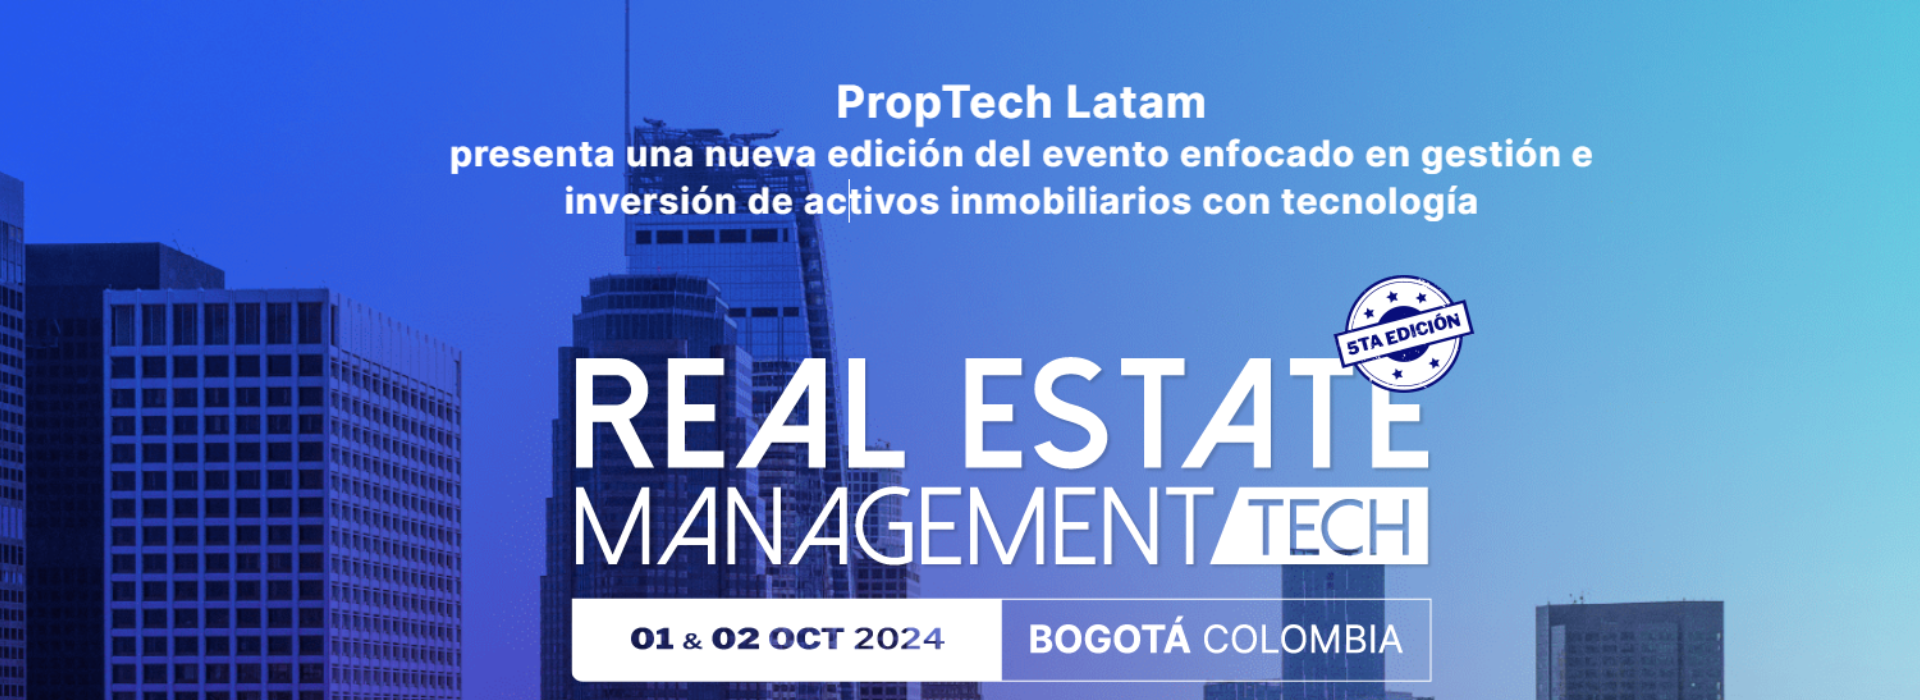 PropTech Latam
presenta una nueva edición del evento enfocado en gestión e
inversión de activos inmobiliarios con tecnología
5TA EDICIÓN
REAL ESTATE
MANAGEMENT TECH
01 & 02 OCT 2024
BOGOTÁ COLOMBIA